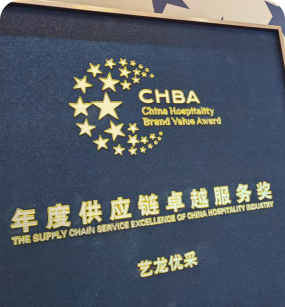 CHBA
China Hospitality
Brand Value Award
年度供应链卓越服务奖
THE SUPPLY CHAIN SERVICE EXCELLENCE OF CHINA HOSPITALITY INDUSTRY
艺龙优采